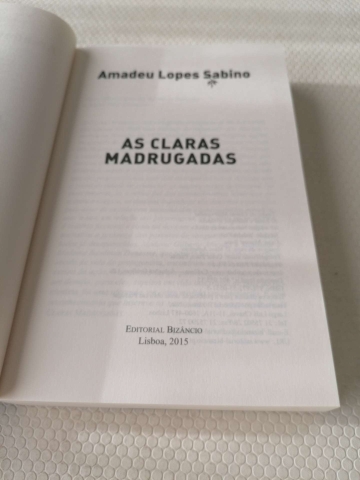 Amadeu Lopes Sabino
AS CLARAS
MADRUGADAS
EDITORIAL BIZÂNCIO
Lisboa, 2015